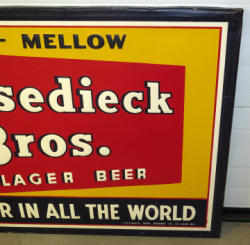 - MELLOW
sedieck
Bros.
LAGER BEER
R IN ALL THE WORLD